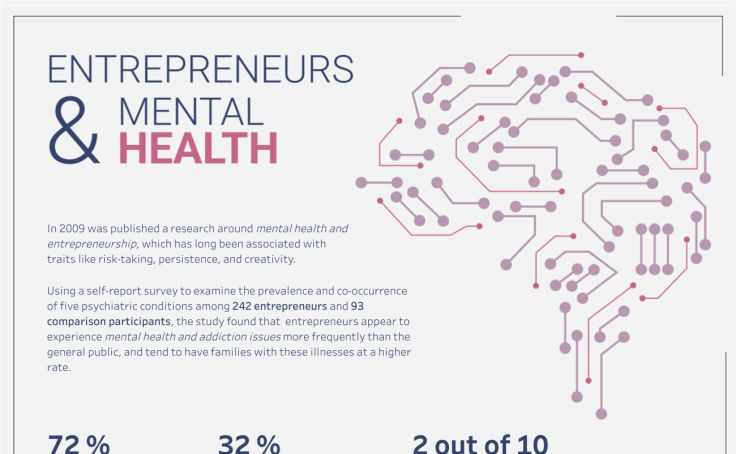 ENTREPRENEURS
& MENTAL
HEALTH
In 2009 was published a research around mental health and
entrepreneurship, which has long been associated with
traits like risk-taking, persistence, and creativity.
Using a self-report survey to examine the prevalence and co-occurrence
of five psychiatric conditions among 242 entrepreneurs and 93
comparison participants, the study found that entrepreneurs appear to
experience mental health and addiction issues more frequently than the
general public, and tend to have families with these illnesses at a higher
rate.
72 % 32 % 2 out of 10